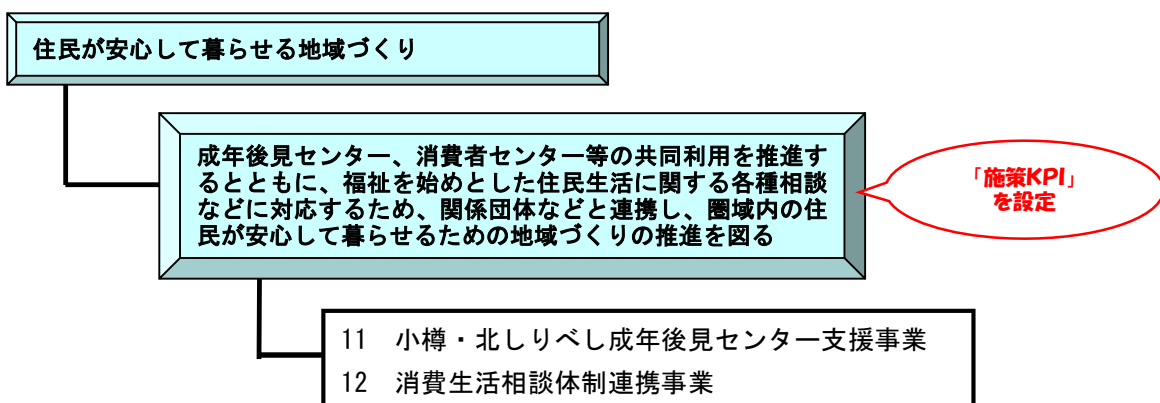 住民が安心して暮らせる地域づくり
成年後見センター、消費者センター等の共同利用を推進す
るとともに、福祉を始めとした住民生活に関する各種相談
などに対応するため、関係団体などと連携し、圏域内の住
民が安心して暮らせるための地域づくりの推進を図る
「施策KPI」
を設定
11 小樽・北しりべし成年後見センター支援事業
12 消費生活相談体制連携事業